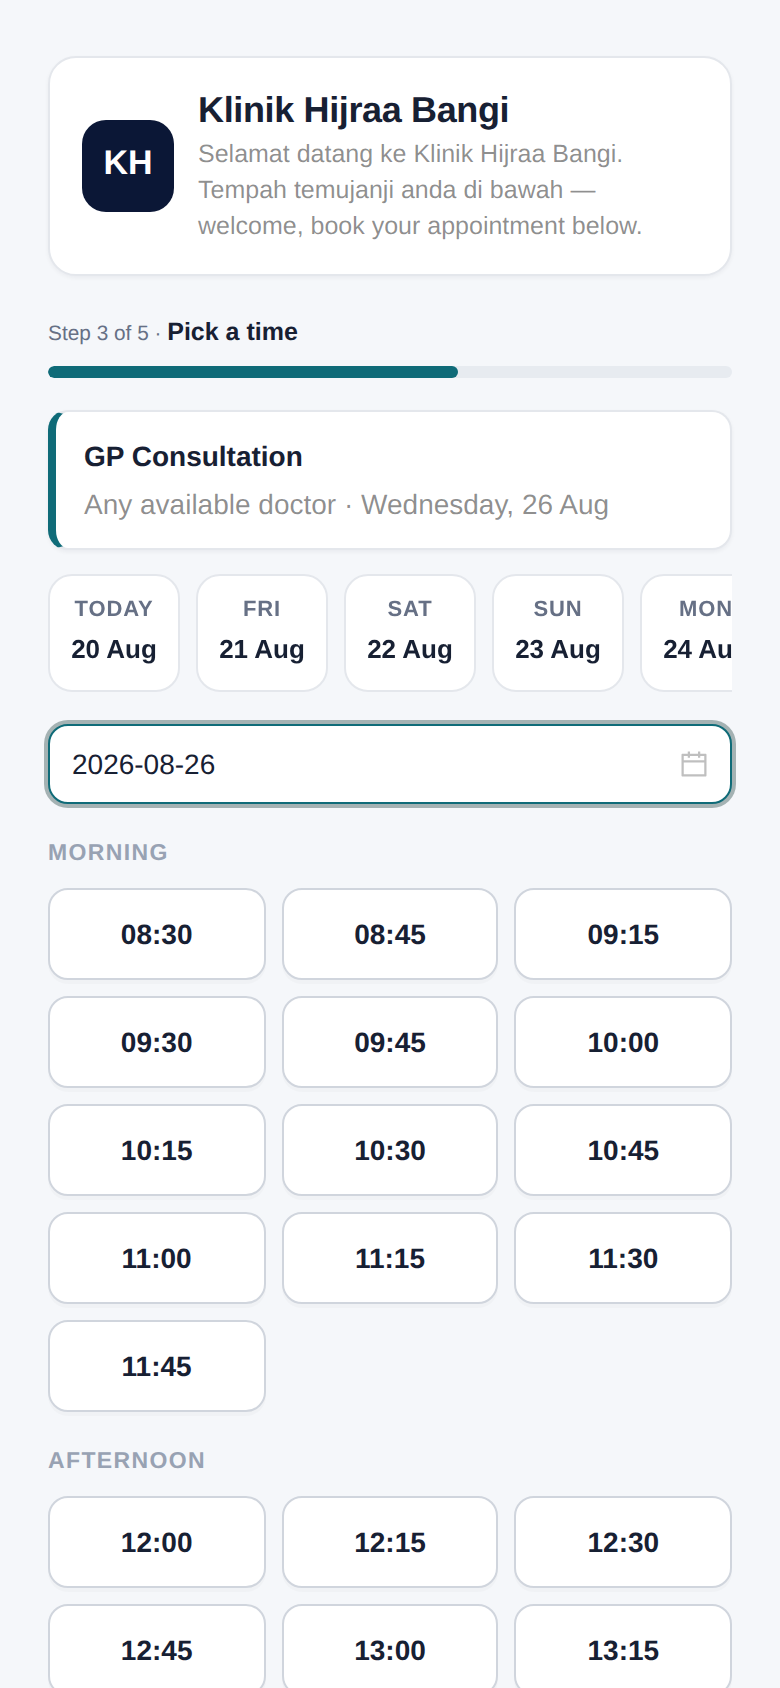 KH
Klinik Hijraa Bangi
Selamat datang ke Klinik Hijraa Bangi.
Tempah temujanji anda di bawah —
welcome, book your appointment below.
Step 3 of 5 · Pick a time
GP Consultation
Any available doctor · Wednesday, 26 Aug
TODAY FRI SAT SUN MON
20 Aug 21 Aug 22 Aug 23 Aug 24 Au
2026-08-26
MORNING
08:30 08:45 09:15
09:30 09:45 10:00
10:15 10:30 10:45
11:00 11:15 11:30
11:45
AFTERNOON
12:00 12:15 12:30
12:45 13:00 13:15